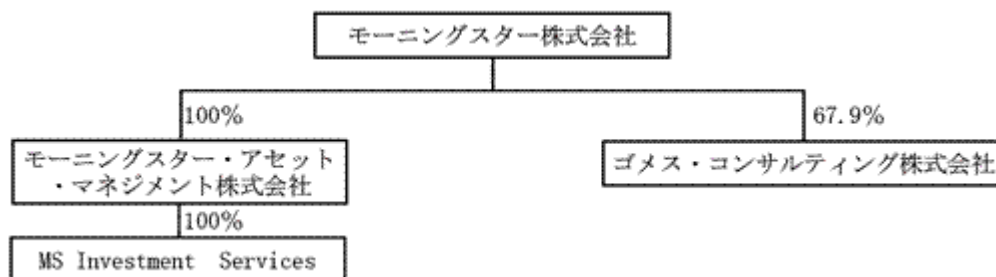 モーニングスター株式会社
100%
67.9%
モーニングスター・アセット
・マネジメント株式会社
ゴメス・コンサルティング株式会社
100%
MS Investment Services